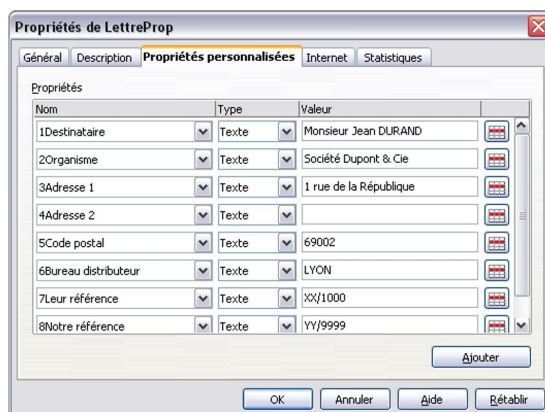 Propriétés de LettreProp
Général Description Propriétés personnalisées Internet Statistiques
Propriétés
Nom Type Valeur
1Destinataire Texte Monsieur Jean DURAND
2Organisme Texte Société Dupont & Cie
3Adresse 1 Texte 1 rue de la République
4Adresse 2 Texte
5Code postal Texte 69002
6Bureau distributeur Texte LYON
7Leur référence Texte XX/1000
8Notre référence Texte YY/9999
Ajouter
OK Annuler Aide Rétablir